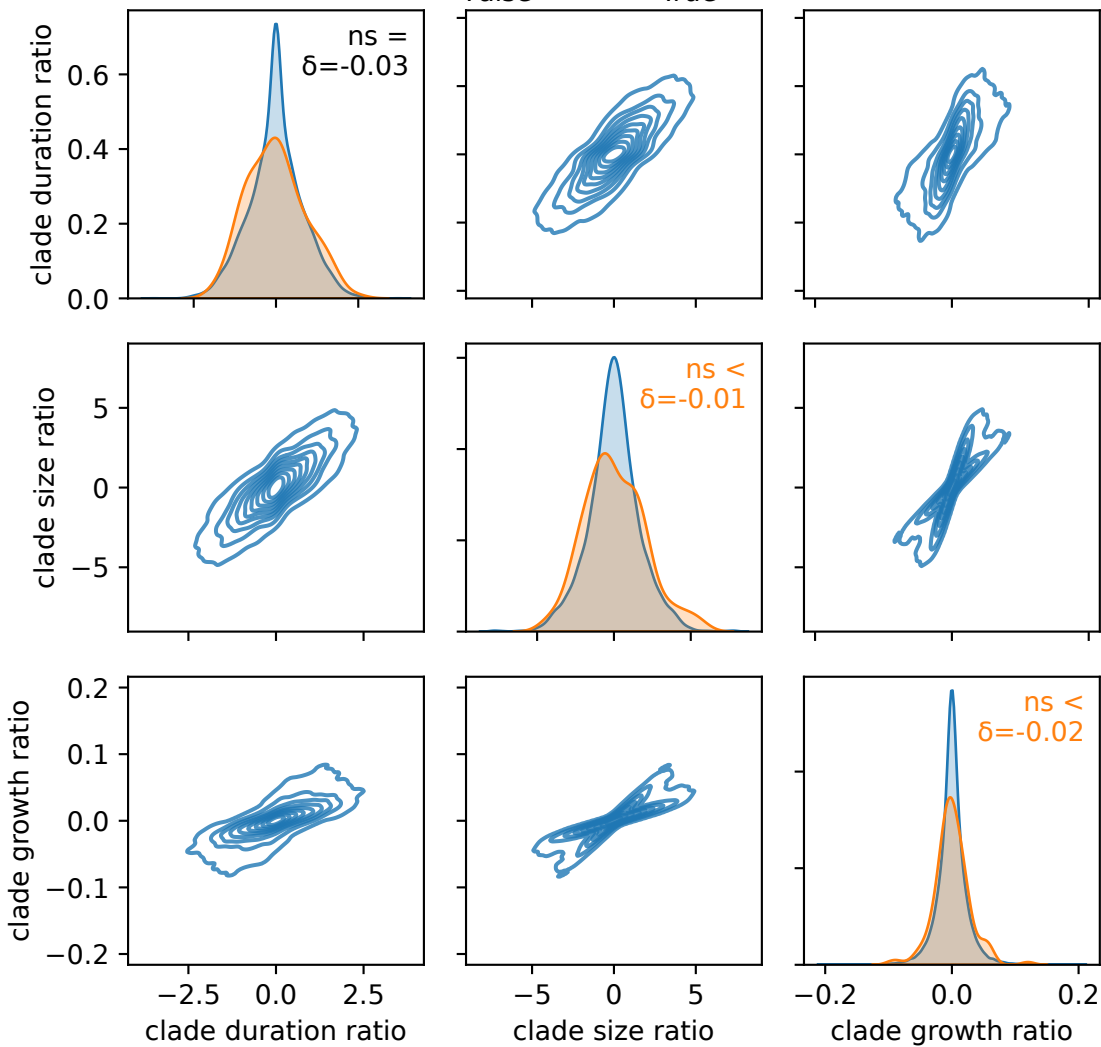 clade duration ratio
0.6
0.4
0.2
0.0
ns =
δ=-0.03
clade size ratio
5
0
−5
ns <
δ=-0.01
clade growth ratio
0.2
0.1
0.0
−0.1
−0.2
ns <
δ=-0.02
−2.5
0.0
2.5
−5
0
5
−0.2
0.0
0.2
clade duration ratio
clade size ratio
clade growth ratio